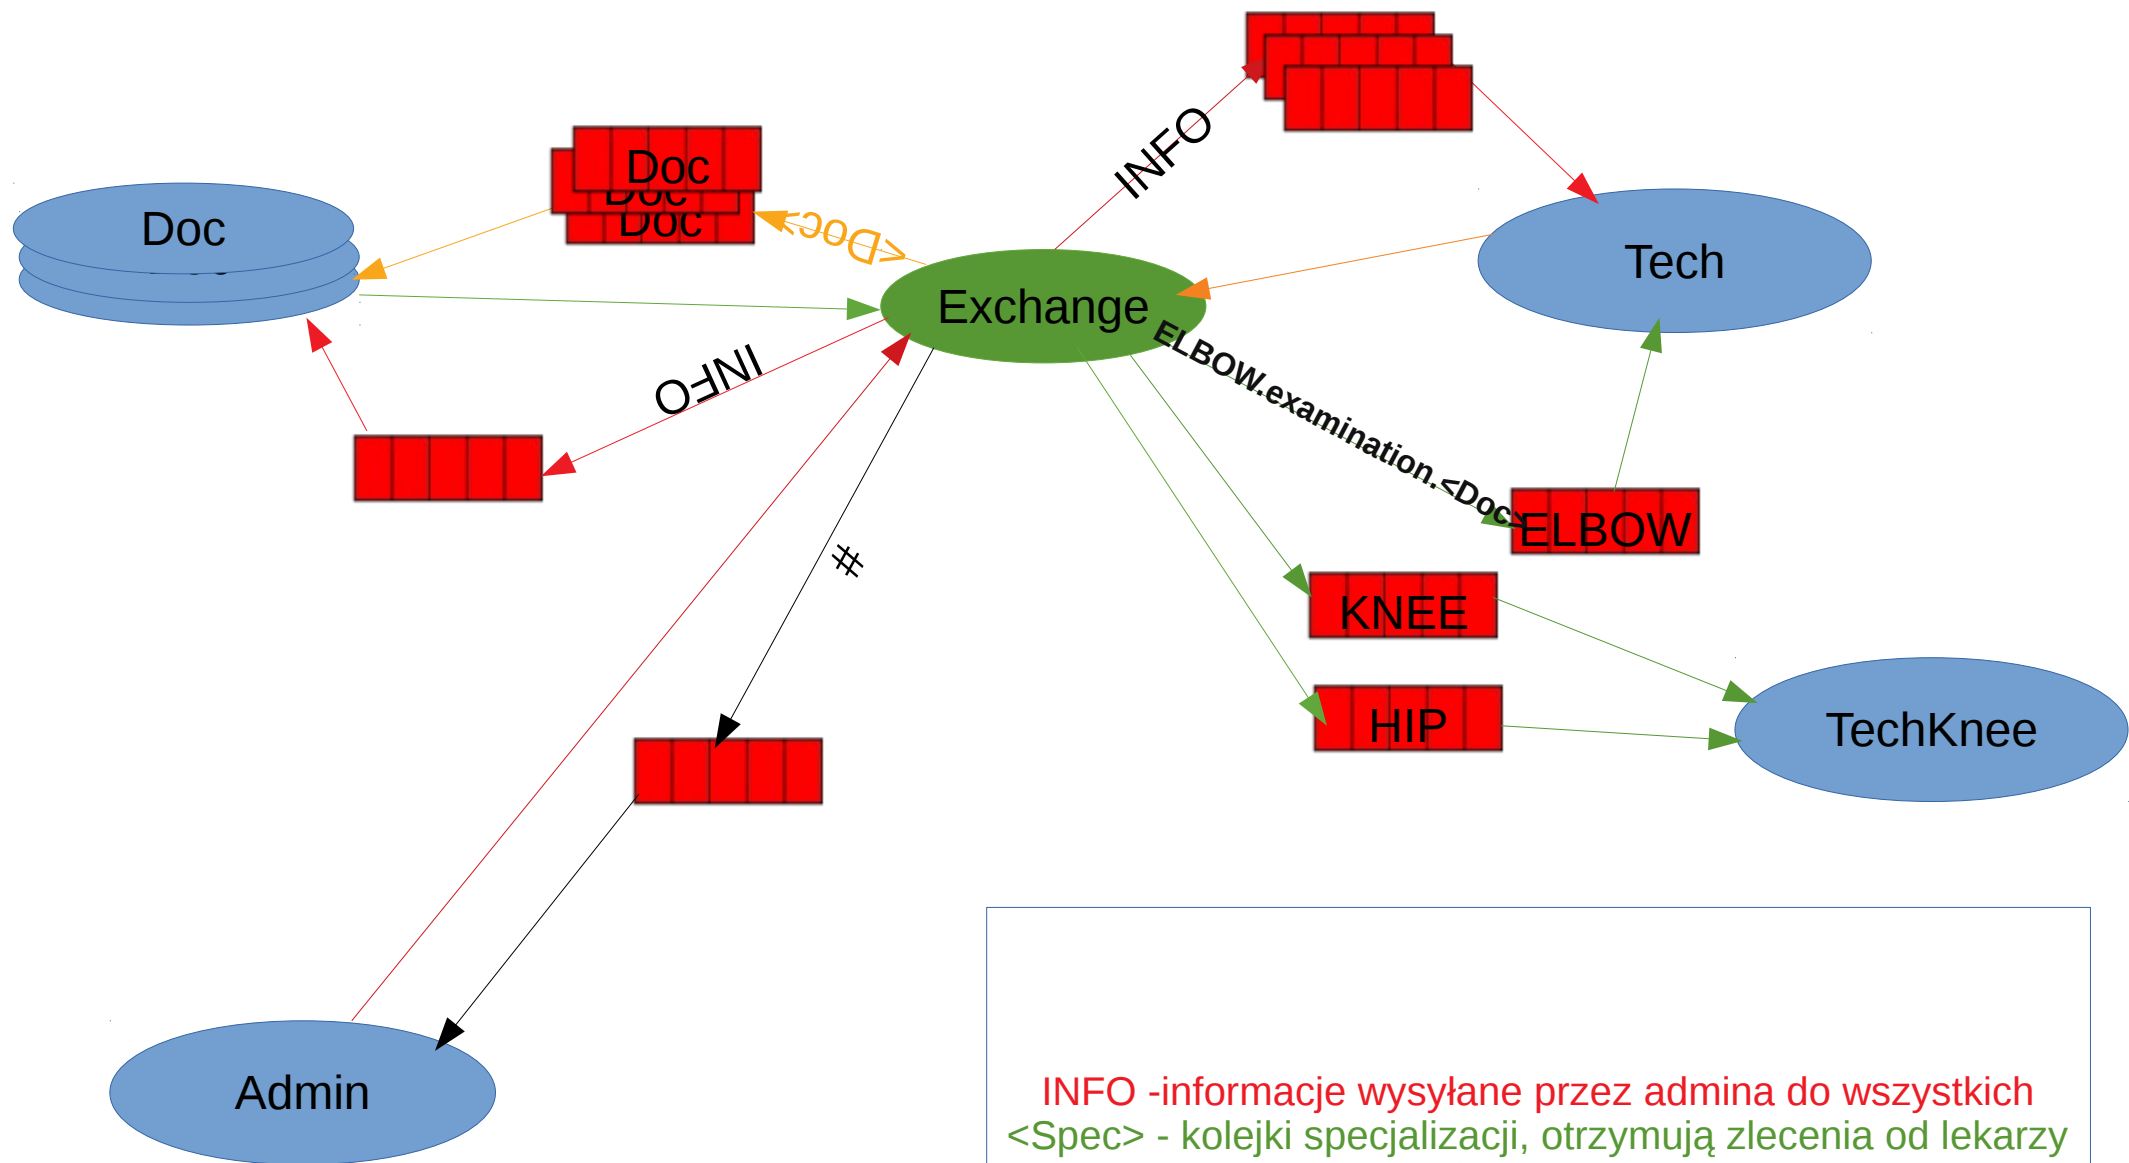 INFO
Doc
Doc
Doc
<Doc>
Doc
Tech
Exchange
ELBOW.examination.<Doc>
INFO
ELBOW
#
KNEE
HIP
TechKnee
Admin
INFO -informacje wysyłane przez admina do wszystkich
<Spec> - kolejki specjalizacji, otrzymują zlecenia od lekarzy